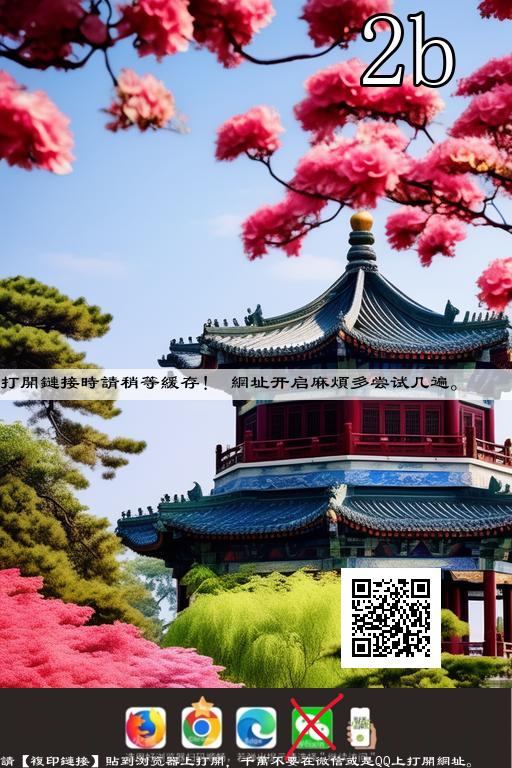 2b
打開鏈接時請稍等緩存！ 網址开启麻煩多尝试几遍。
請【複印鏈接】貼到浏览器上打開，千萬不要在微信或是QQ上打開網址。